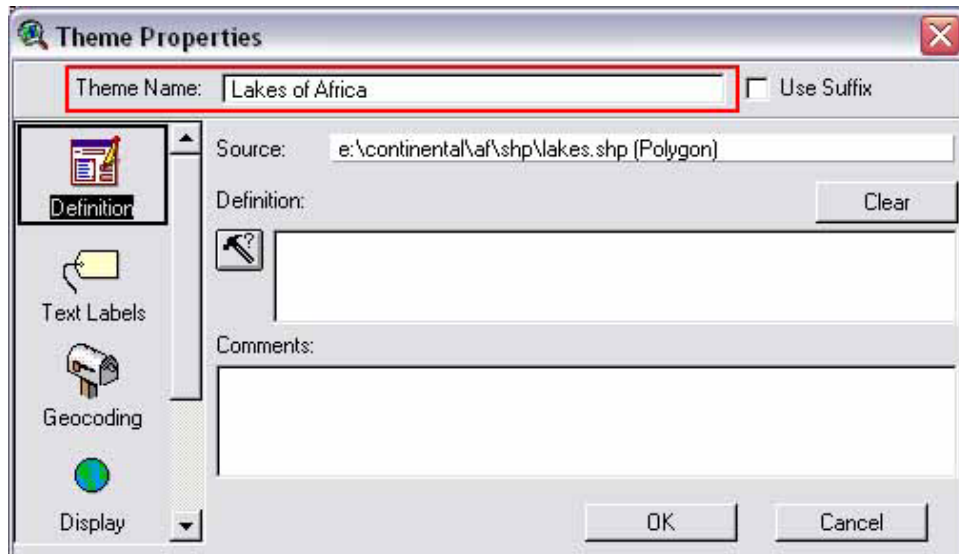 Theme Properties
Theme Name: Lakes of Africa
Use Suffix
Definition
Text Labels
Geocoding
Display
Source: e:\continental\af\shp\lakes.shp (Polygon)
Definition:
Clear
Comments:
OK
Cancel